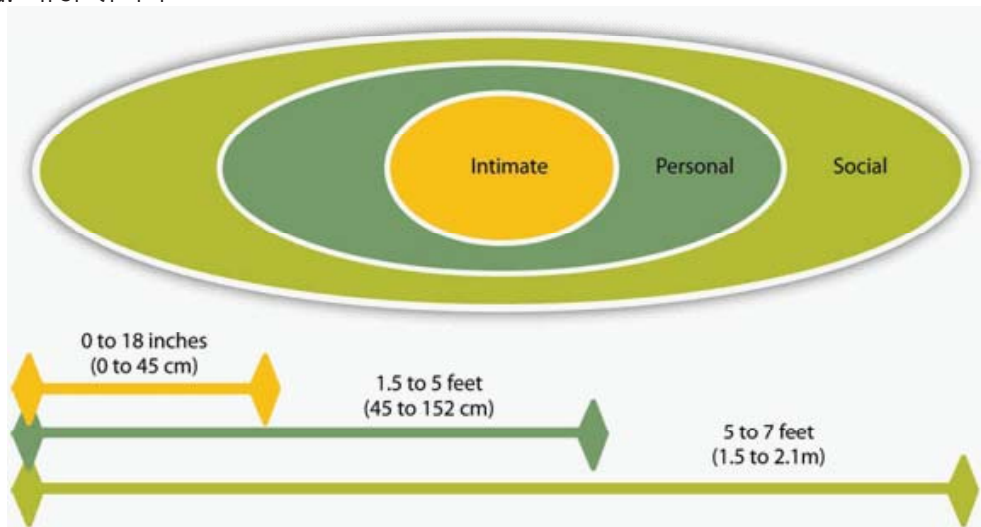 Intimate
Personal
Social
0 to 18 inches
(0 to 45 cm)
1.5 to 5 feet
(45 to 152 cm)
5 to 7 feet
(1.5 to 2.1m)